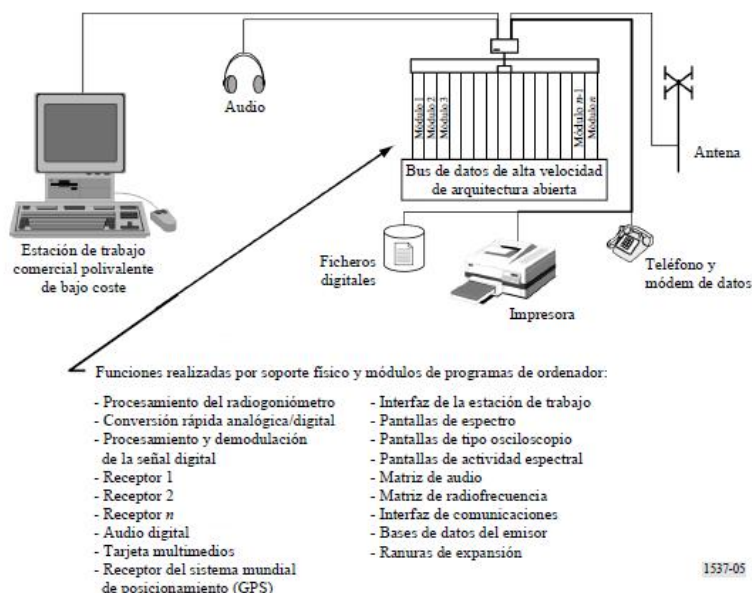 Audio
Módulo 1
Módulo 2
Módulo 3
Módulo n-1
Módulo n
Antena
Bus de datos de alta velocidad
de arquitectura abierta
Estación de trabajo
comercial polivalente
de bajo coste
Ficheros
digitales
Impresora
Teléfono y
módem de datos
Funciones realizadas por soporte físico y módulos de programas de ordenador:
- Procesamiento del radiogoniómetro
- Conversión rápida analógica/digital
- Procesamiento y demodulación
de la señal digital
- Receptor 1
- Receptor 2
- Receptor n
- Audio digital
- Tarjeta multimedios
- Receptor del sistema mundial
de posicionamiento (GPS)
- Interfaz de la estación de trabajo
- Pantallas de espectro
- Pantallas de tipo osciloscopio
- Pantallas de actividad espectral
- Matriz de audio
- Matriz de radiofrecuencia
- Interfaz de comunicaciones
- Bases de datos del emisor
- Ranuras de expansión
1537-05